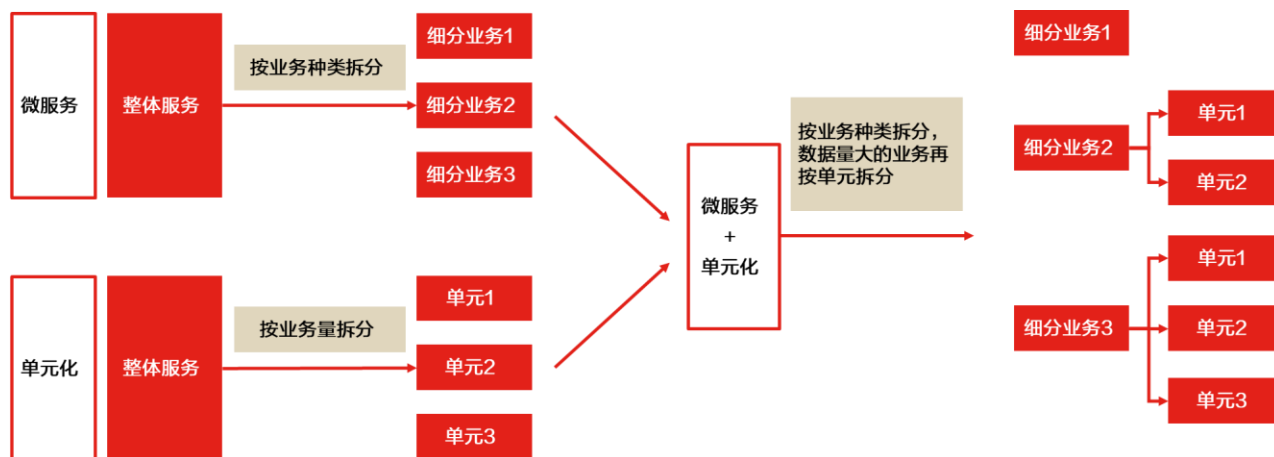 微服务
整体服务
按业务种类拆分
细分业务1
细分业务2
细分业务3
单元化
整体服务
按业务量拆分
单元1
单元2
单元3
微服务
+
单元化
按业务种类拆分，
数据量大的业务再
按单元拆分
细分业务1
细分业务2
单元1
单元2
细分业务3
单元1
单元2
单元3